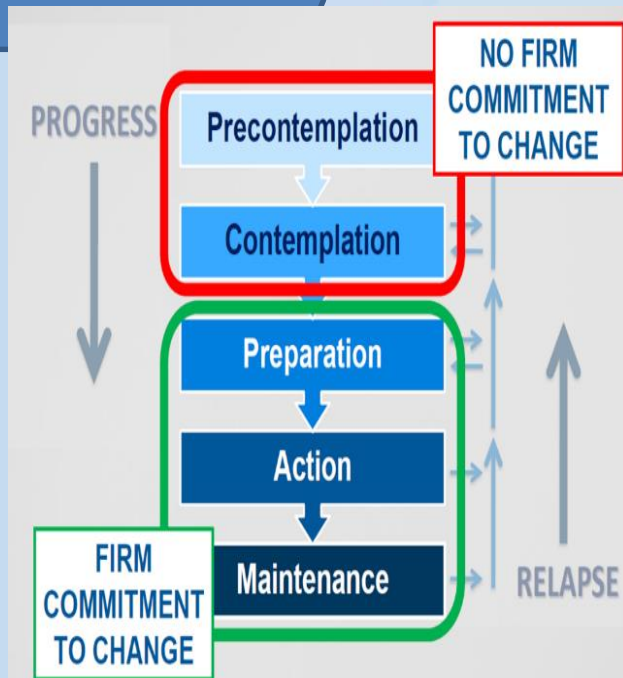 NO FIRM
COMMITMENT
TO CHANGE
PROGRESS
Precontemplation
Contemplation
Preparation
Action
Maintenance
RELAPSE
FIRM
COMMITMENT
TO CHANGE